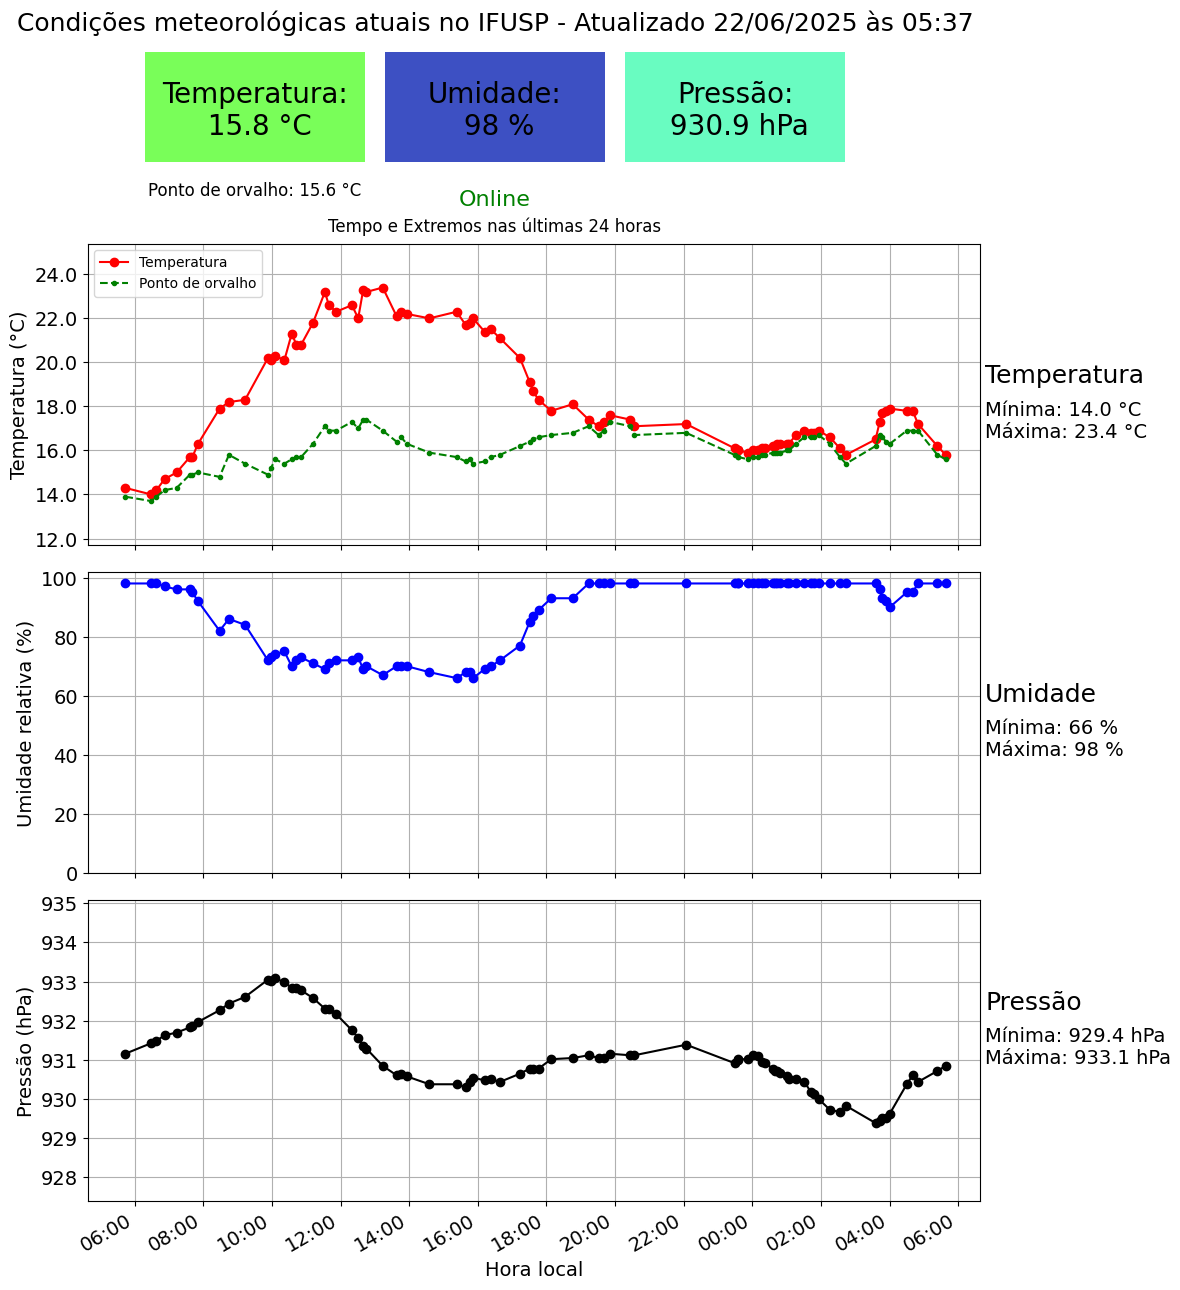 Condições meteorológicas atuais no IFUSP - Atualizado 22/06/2025 às 05:37
Temperatura:
15.8 °C
Umidade:
98 %
Pressão:
930.9 hPa
Ponto de orvalho: 15.6 °C
Online
Tempo e Extremos nas últimas 24 horas
Temperatura
Ponto de orvalho
Temperatura (°C)
24.0
22.0
20.0
18.0
16.0
14.0
12.0
Temperatura
Mínima: 14.0 °C
Máxima: 23.4 °C
Umidade relativa (%)
100
80
60
40
20
0
Umidade
Mínima: 66 %
Máxima: 98 %
Pressão (hPa)
935
934
933
932
931
930
929
928
Pressão
Mínima: 929.4 hPa
Máxima: 933.1 hPa
06:00 08:00 10:00 12:00 14:00 16:00 18:00 20:00 22:00 00:00 02:00 04:00 06:00
Hora local